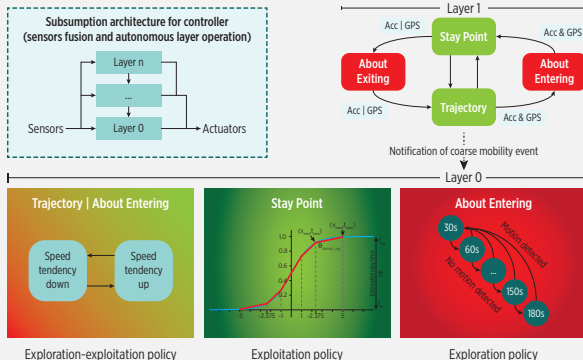 Subsumption architecture for controller
(sensors fusion and autonomous layer operation)
Layer n
...
Layer 0
Sensors
Actuators
Layer 1
Acc | GPS
Stay Point
Acc & GPS
About
Exiting
About
Entering
Acc | GPS
Trajectory
Acc & GPS
Notification of coarse mobility event
Layer 0
Trajectory | About Entering
Speed
tendency
down
Speed
tendency
up
Exploration-exploitation policy
Stay Point
1.0
0.8
0.6
0.4
0.2
-5
-2.375
-1
0
2.375
5
Exploitation policy
About Entering
30s
60s
...
150s
180s
Motion detected
No motion detected
Exploration policy